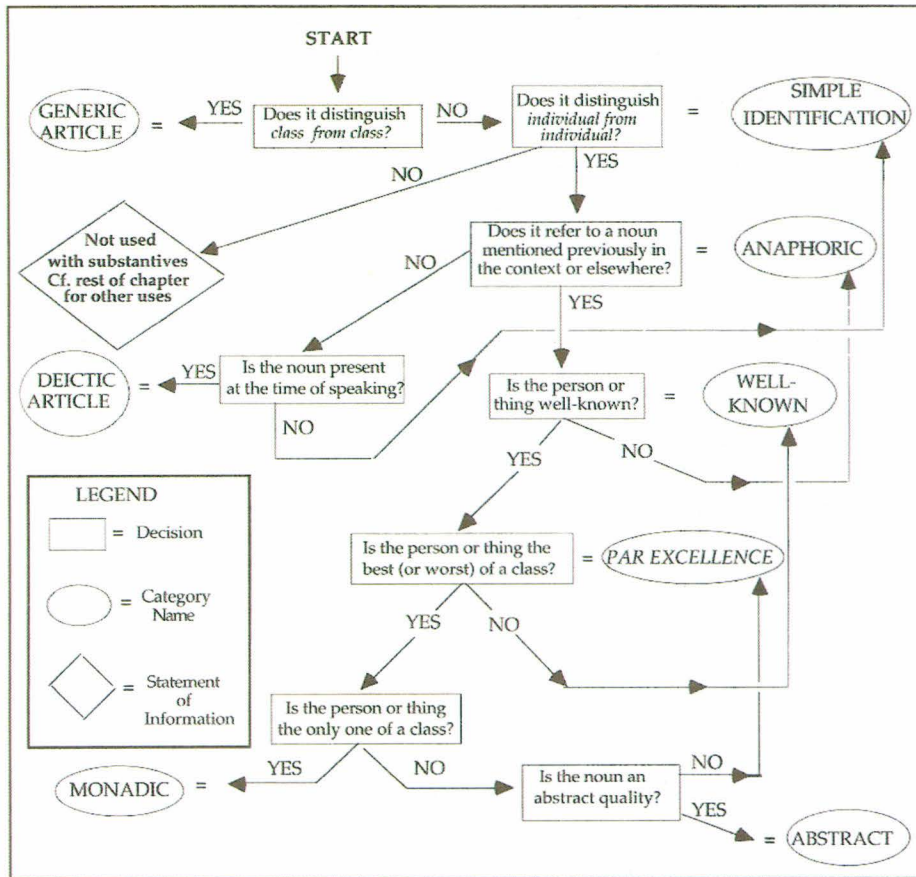 START
GENERIC
ARTICLE
=
YES
Does it distinguish
class from class?
NO
Does it distinguish
individual from
individual?
=
SIMPLE
IDENTIFICATION
NO
YES
Not used
with substantives
Cf. rest of chapter
for other uses
Does it refer to a noun
mentioned previously in
the context or elsewhere?
=
ANAPHORIC
NO
YES
DEICTIC
ARTICLE
=
YES
Is the noun present
at the time of speaking?
NO
Is the person or
thing well-known?
=
WELL-
KNOWN
YES
NO
LEGEND
= Decision
= Category
Name
= Statement
of
Information
Is the person or thing the
best (or worst) of a class?
=
PAR EXCELLENCE
YES
NO
Is the person or thing
the only one of a class?
MONADIC
=
YES
NO
Is the noun an
abstract quality?
NO
YES
=
ABSTRACT